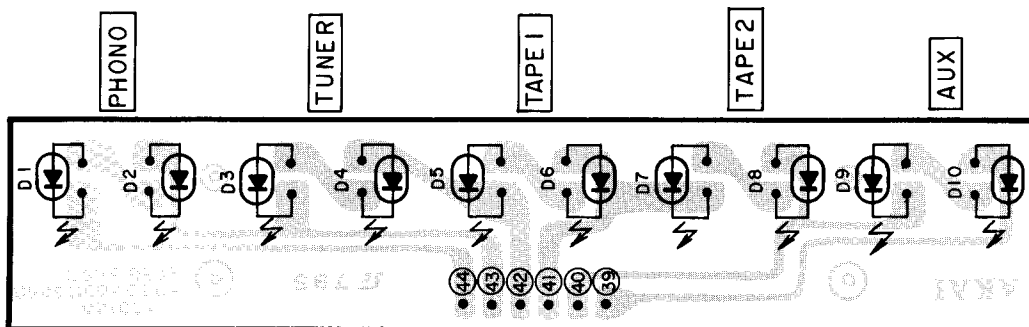 PHONO
TUNER
TAPE 1
TAPE 2
AUX
D1 D2 D3 D4 D5 D6 D7 D8 D9 D10
44 43 42 41 40 39
AKAI